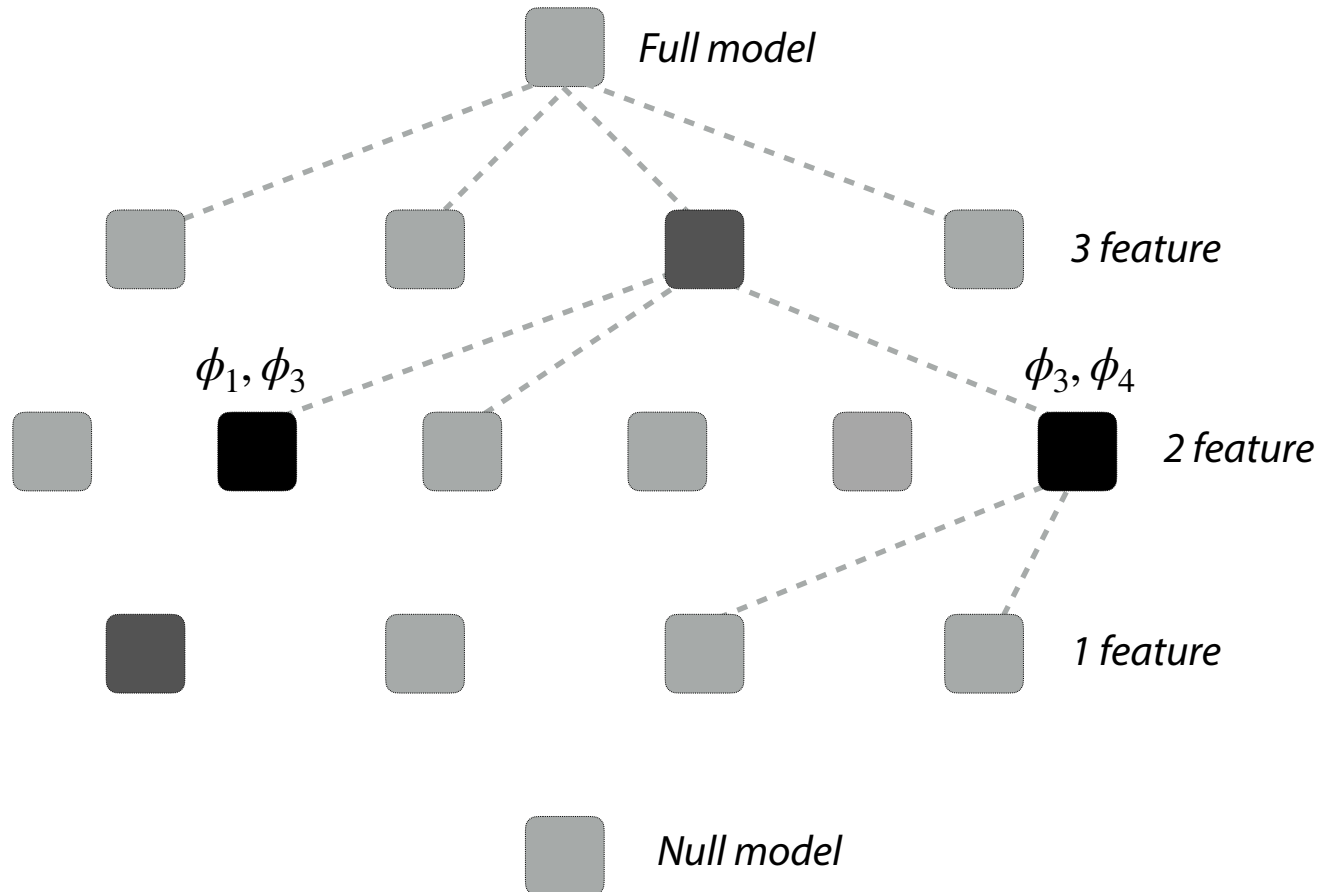 Full model
3 feature
ϕ₁, ϕ₃
ϕ₃, ϕ₄
2 feature
1 feature
Null model